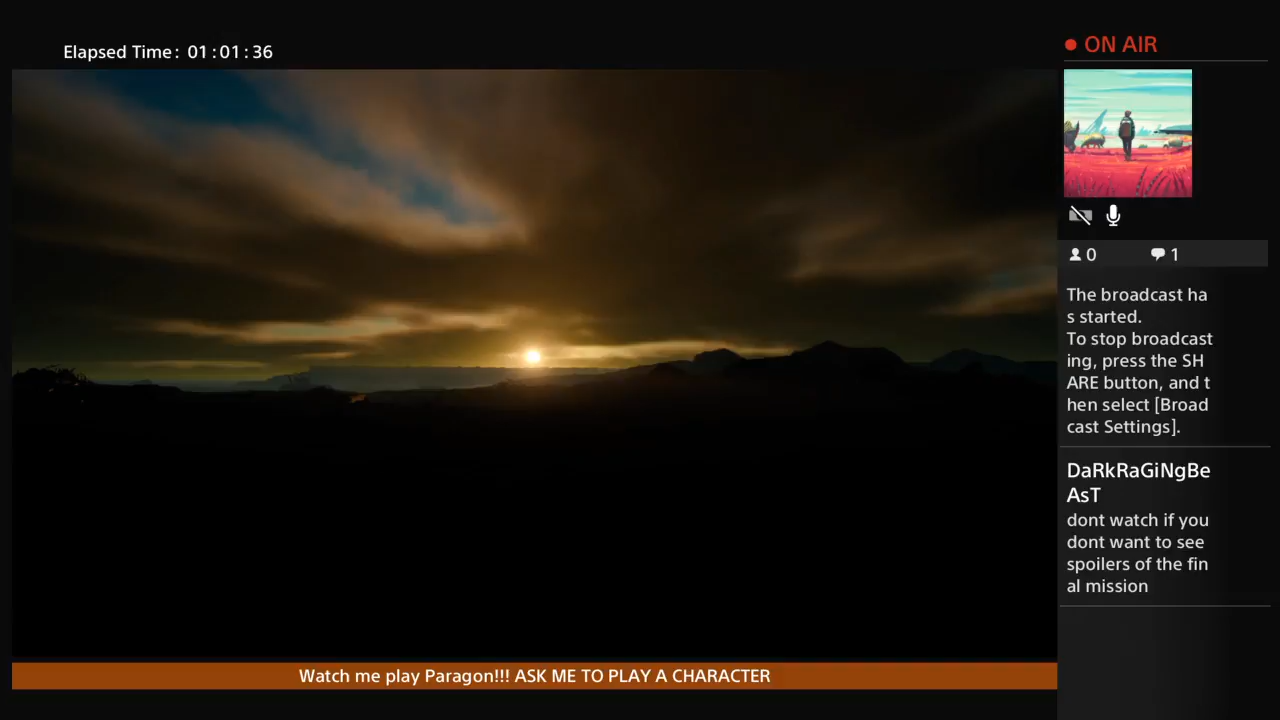 Elapsed Time: 01:01:36
ON AIR
0 1
The broadcast ha
s started.
To stop broadcast
ing, press the SH
ARE button, and t
hen select [Broad
cast Settings].
DaRkRaGiNgBe
AsT
dont watch if you
dont want to see
spoilers of the fin
al mission
Watch me play Paragon!!! ASK ME TO PLAY A CHARACTER